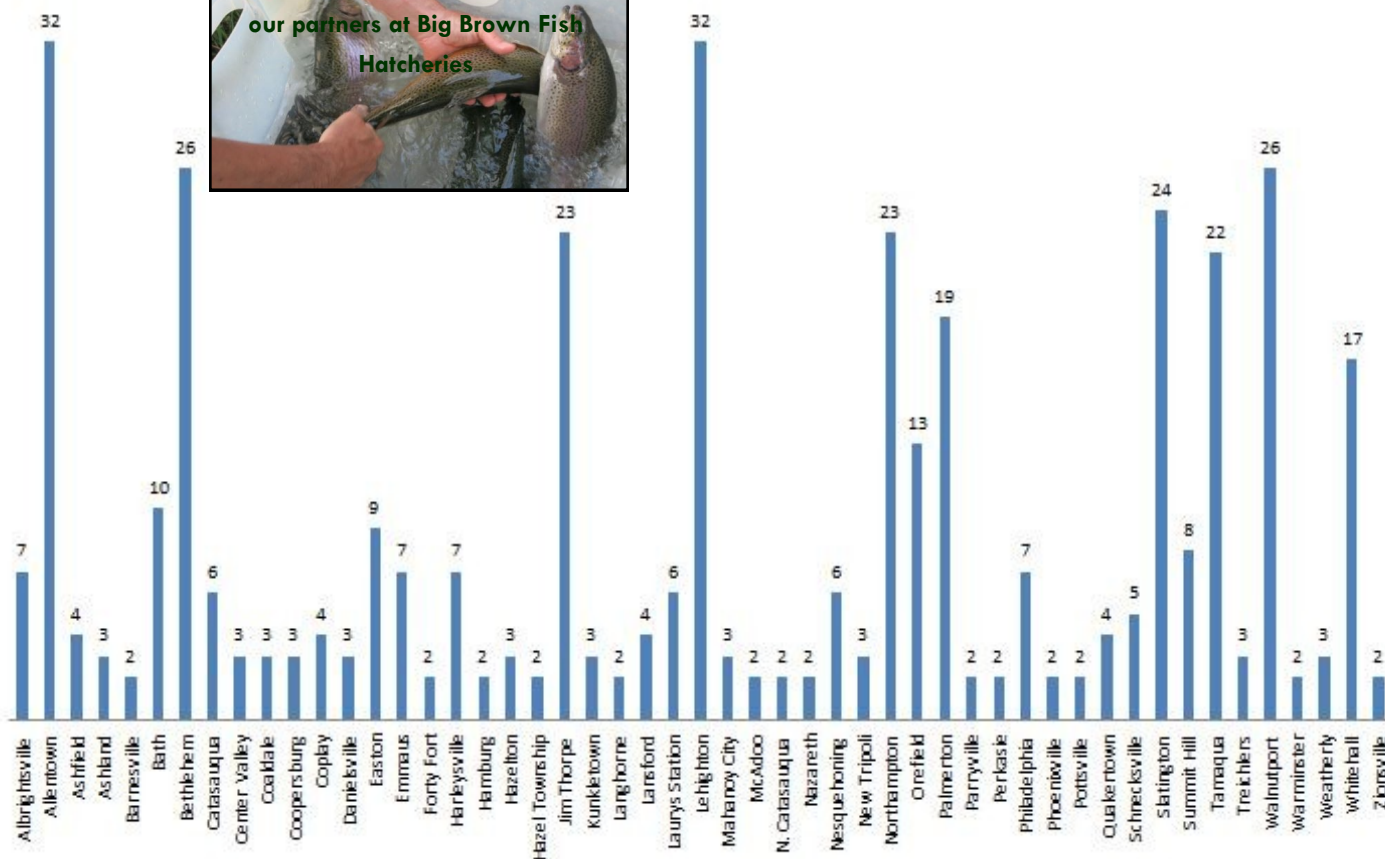 our partners at Big Brown Fish
Hatcheries
7
32
4
3
2
10
26
6
3
3
3
4
3
9
7
2
7
2
3
2
23
3
2
4
6
32
3
2
2
2
6
3
23
13
19
2
2
7
2
2
4
5
24
8
22
3
26
2
3
17
2
Albrightsville
Allentown
Ashfield
Ashland
Barnesville
Bath
Bethlehem
Catasauqua
Center Valley
Coaldale
Coopersburg
Coplay
Danielsville
Easton
Emmaus
Forty Fort
Harleysville
Hamburg
Hazelton
Hazel Township
Jim Thorpe
Kunkletown
Langhorne
Lansford
Laurys Station
Lehighton
Mahanoy City
McAdoo
N. Catasauqua
Nazareth
Nesquehoning
New Tripoli
Northampton
Orefield
Palmerton
Parryville
Perkasie
Philadelphia
Phoenixville
Pottsville
Quakertown
Schnecksville
Slatington
Summit Hill
Tamaqua
Treichlers
Walnutport
Warminster
Weatherly
Whitehall
Zionsville